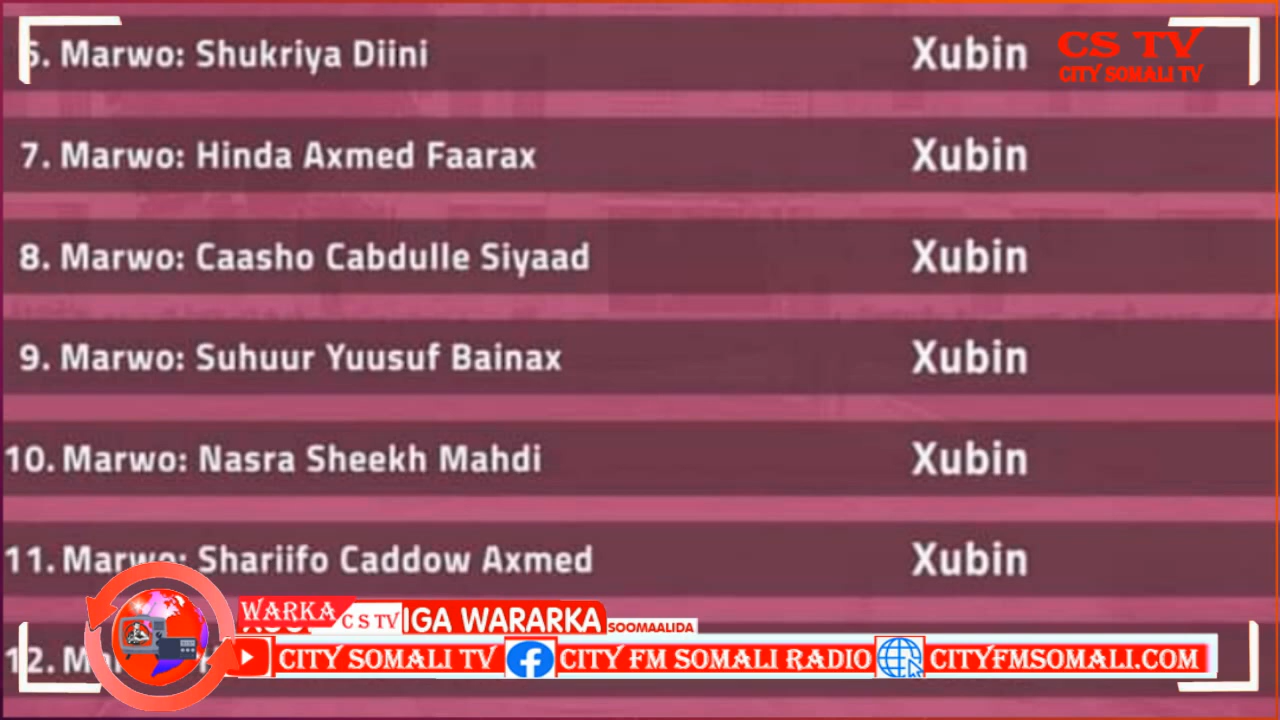 6. Marwo: Shukriya Diini Xubin
CS TV
CITY SOMALI TV
7. Marwo: Hinda Axmed Faarax Xubin
8. Marwo: Caasho Cabdulle Siyaad Xubin
9. Marwo: Suhuur Yuusuf Bainax Xubin
10. Marwo: Nasra Sheekh Mahdi Xubin
11. Marwo: Shariifo Caddow Axmed Xubin
WARKA
C S TV
IGA WARARKA
SOOMAALIDA
12.
CITY SOMALI TV
CITY FM SOMALI RADIO
CITYFMSOMALI.COM